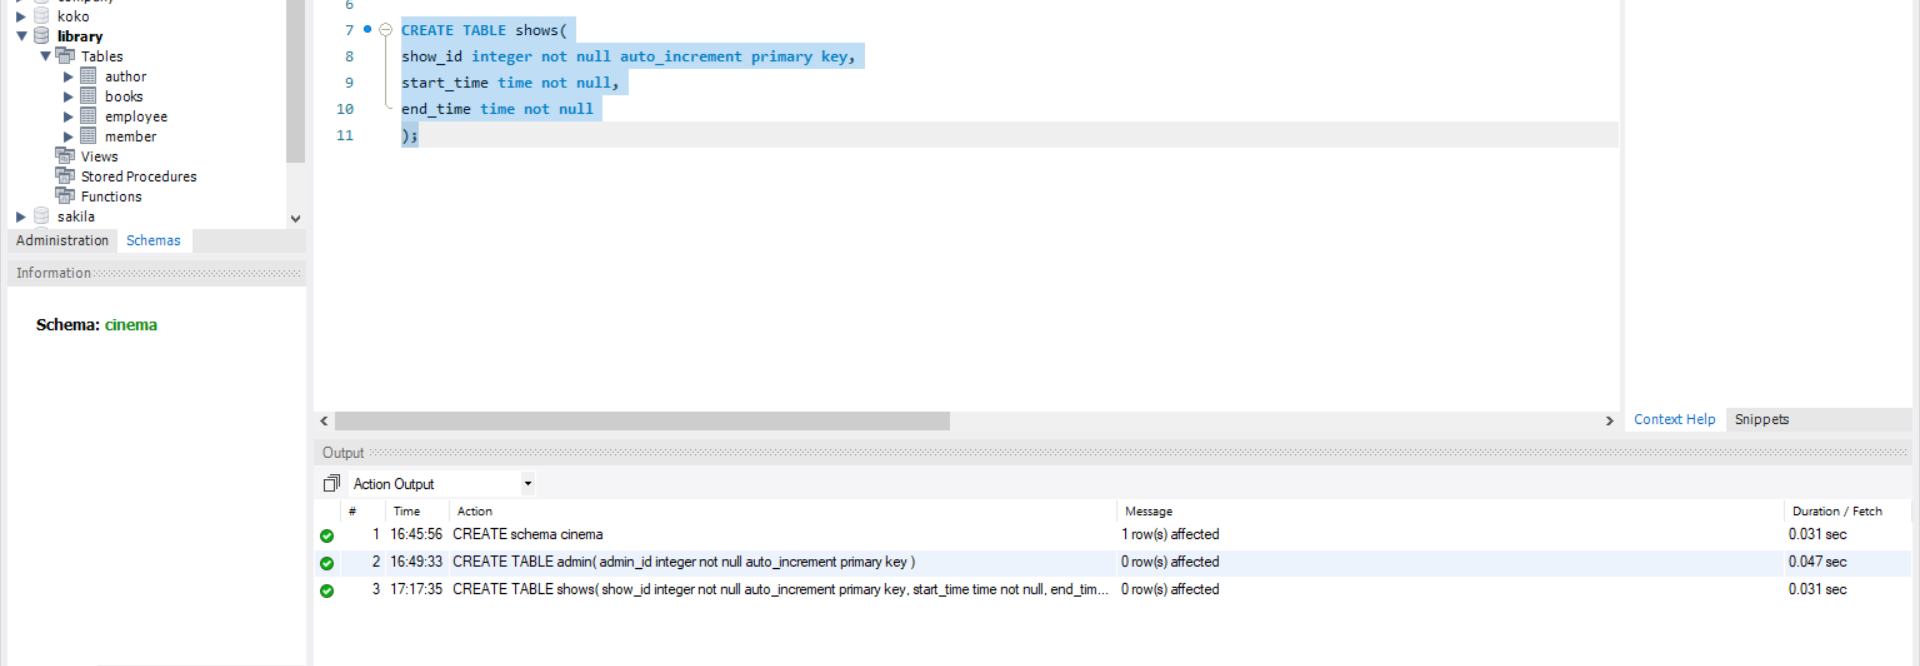 koko
library
Tables
author
books
employee
member
Views
Stored Procedures
Functions
sakila
Administration Schemas
Information
Schema: cinema
6
7 CREATE TABLE shows(
8 show_id integer not null auto_increment primary key,
9 start_time time not null,
10 end_time time not null
11 );
Context Help Snippets
Output
Action Output
# Time Action Message Duration / Fetch
1 16:45:56 CREATE schema cinema 1 row(s) affected 0.031 sec
2 16:49:33 CREATE TABLE admin( admin_id integer not null auto_increment primary key ) 0 row(s) affected 0.047 sec
3 17:17:35 CREATE TABLE shows( show_id integer not null auto_increment primary key, start_time time not null, end_tim... 0 row(s) affected 0.031 sec